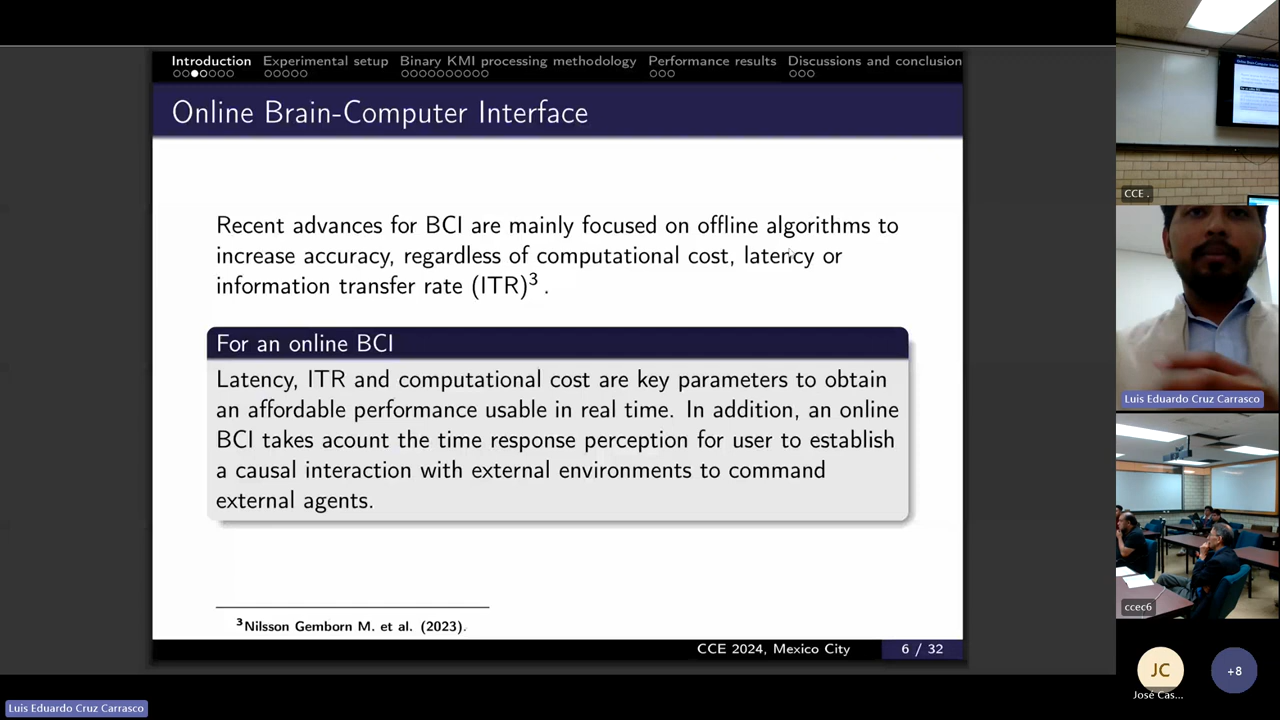 Introduction
Experimental setup
Binary KMI processing methodology
Performance results
Discussions and conclusion
Online Brain-Computer Interface
Recent advances for BCI are mainly focused on offline algorithms to
increase accuracy, regardless of computational cost, latency or
information transfer rate (ITR)3 .
For an online BCI
Latency, ITR and computational cost are key parameters to obtain
an affordable performance usable in real time. In addition, an online
BCI takes acount the time response perception for user to establish
a causal interaction with external environments to command
external agents.
3Nilsson Gemborn M. et al. (2023).
CCE 2024, Mexico City
6 / 32
CCE .
Luis Eduardo Cruz Carrasco
ccec6
JC
José Cas...
+8
Luis Eduardo Cruz Carrasco